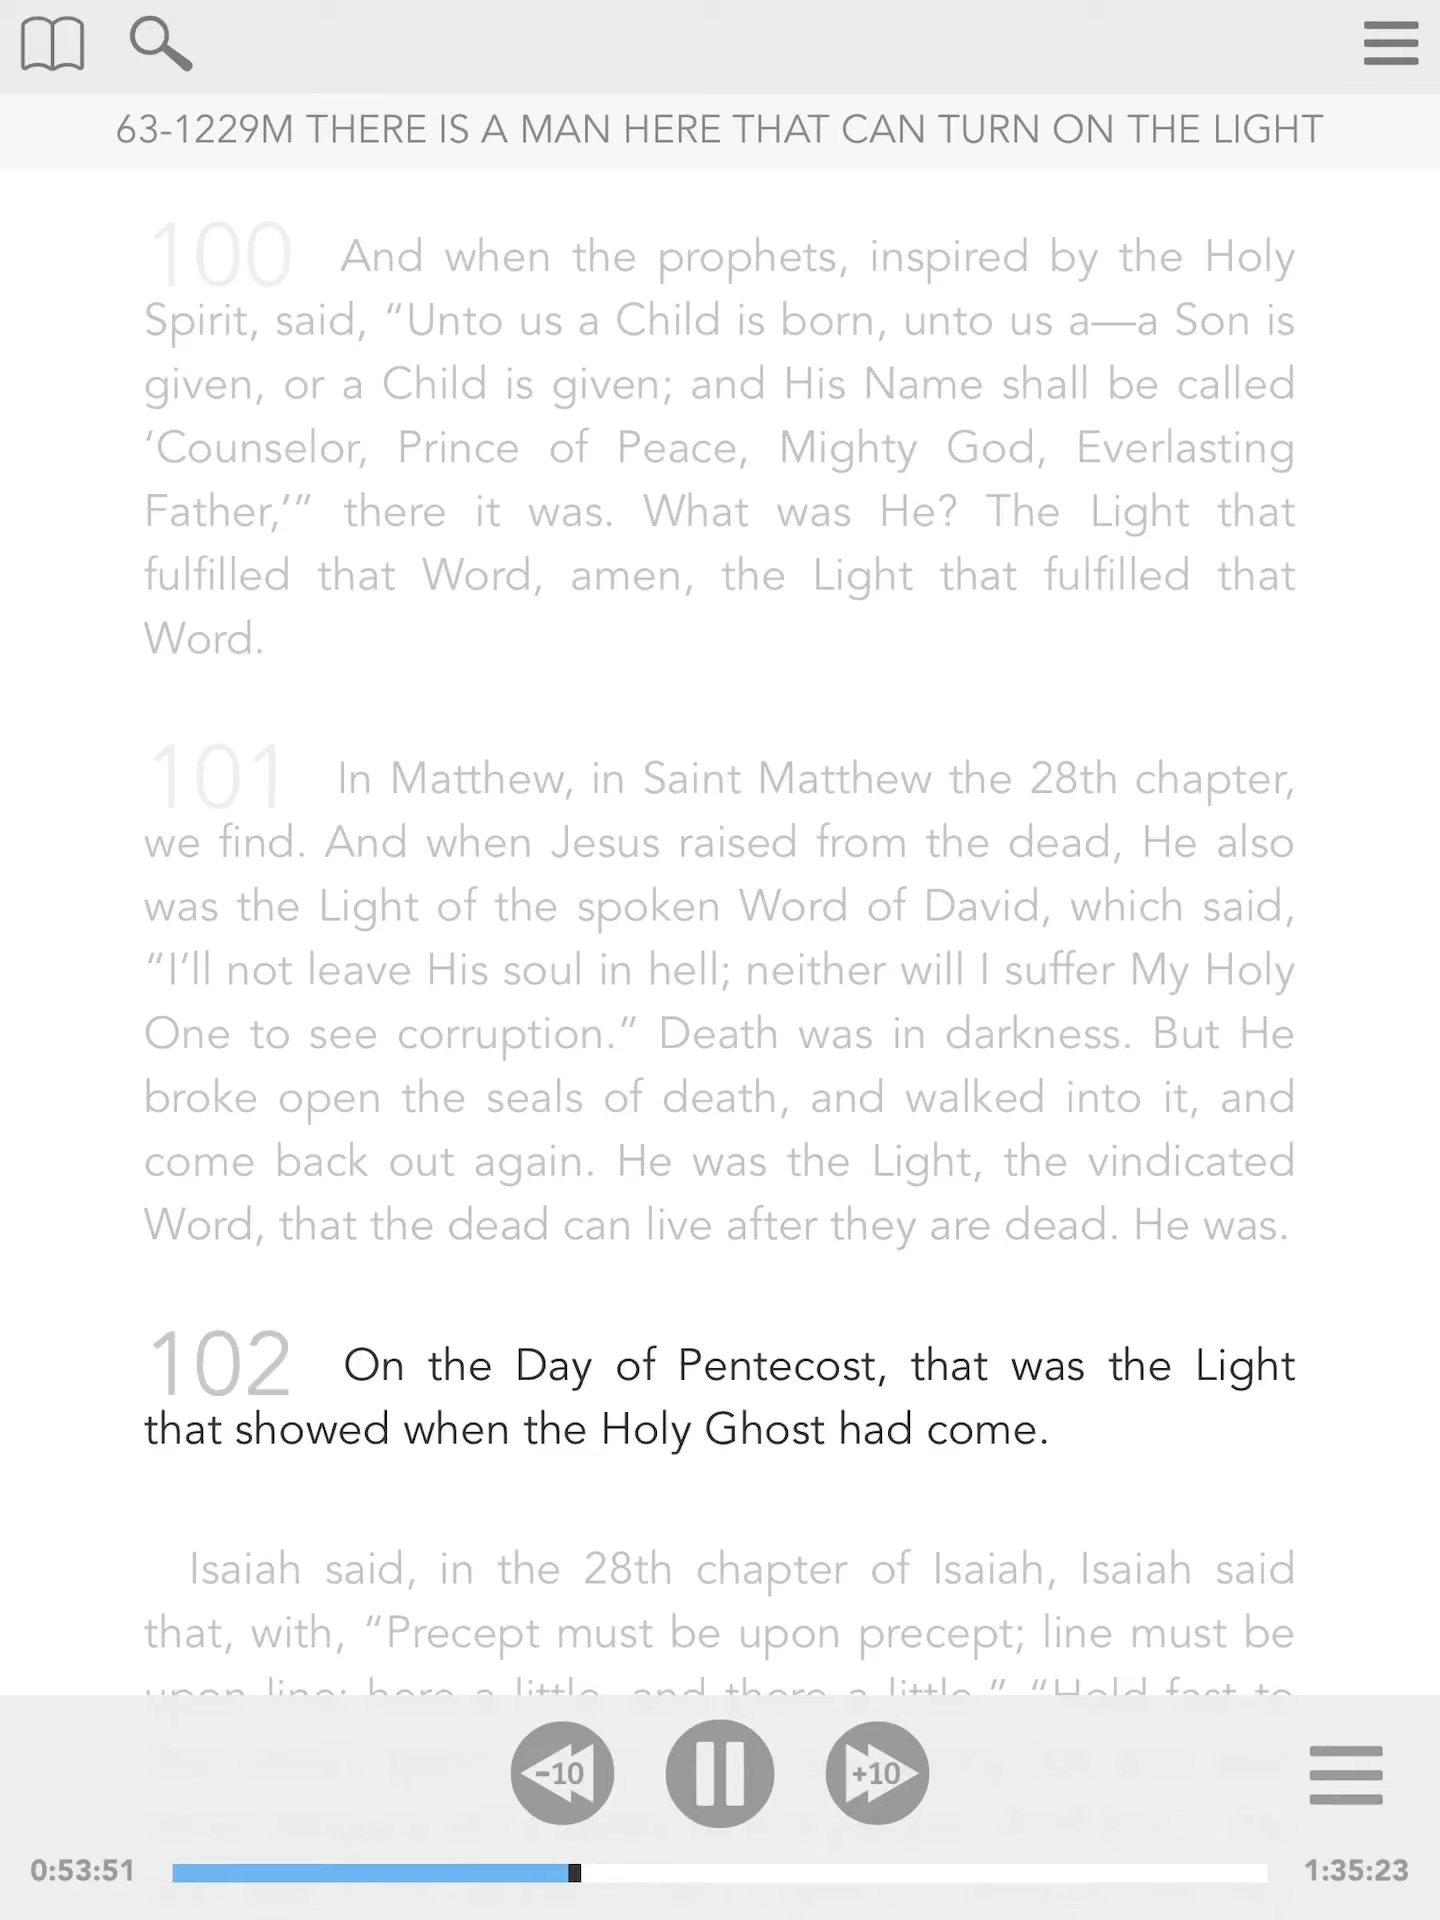 63-1229M THERE IS A MAN HERE THAT CAN TURN ON THE LIGHT
100 And when the prophets, inspired by the Holy
Spirit, said, “Unto us a Child is born, unto us a—a Son is
given, or a Child is given; and His Name shall be called
‘Counselor, Prince of Peace, Mighty God, Everlasting
Father,’” there it was. What was He? The Light that
fulfilled that Word, amen, the Light that fulfilled that
Word.
101 In Matthew, in Saint Matthew the 28th chapter,
we find. And when Jesus raised from the dead, He also
was the Light of the spoken Word of David, which said,
“I’ll not leave His soul in hell; neither will I suffer My Holy
One to see corruption.” Death was in darkness. But He
broke open the seals of death, and walked into it, and
come back out again. He was the Light, the vindicated
Word, that the dead can live after they are dead. He was.
102 On the Day of Pentecost, that was the Light
that showed when the Holy Ghost had come.
Isaiah said, in the 28th chapter of Isaiah, Isaiah said
that, with, “Precept must be upon precept; line must be
upon line; here a little, and there a little.” “Hold fast to
-10 +10
0:53:51 1:35:23